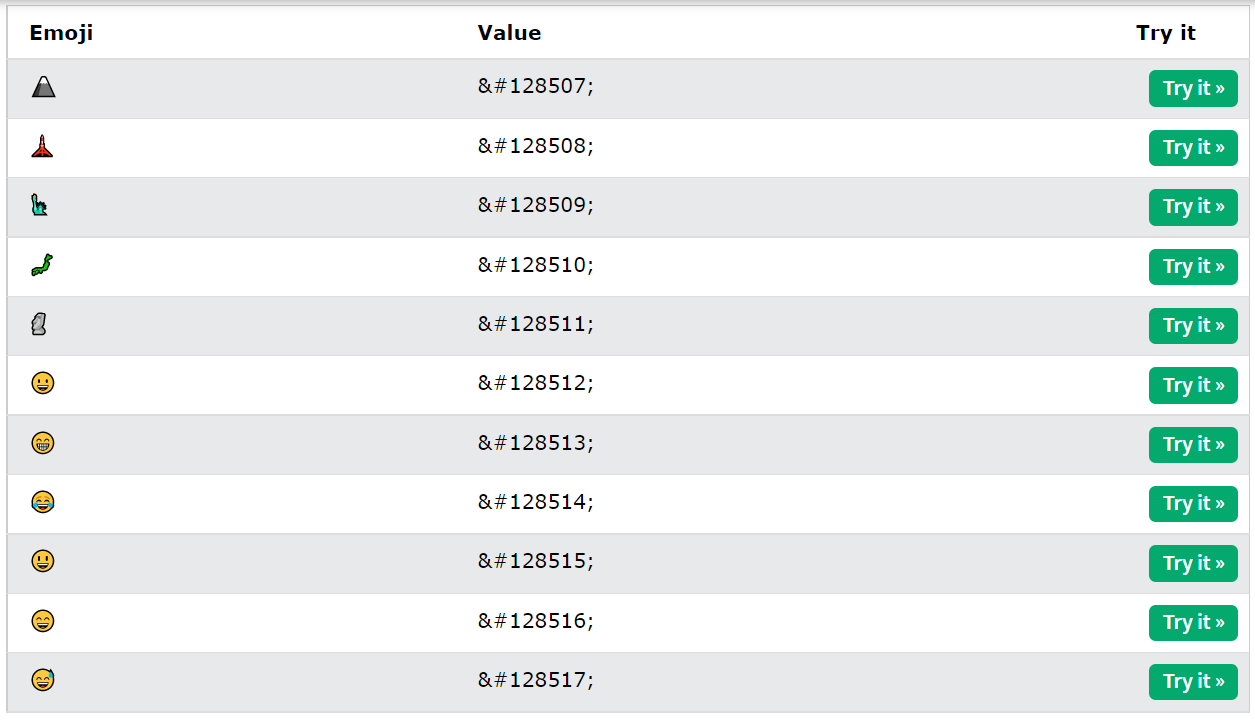 Emoji Value Try it
&#128507; Try it »
&#128508; Try it »
&#128509; Try it »
&#128510; Try it »
&#128511; Try it »
&#128512; Try it »
&#128513; Try it »
&#128514; Try it »
&#128515; Try it »
&#128516; Try it »
&#128517; Try it »